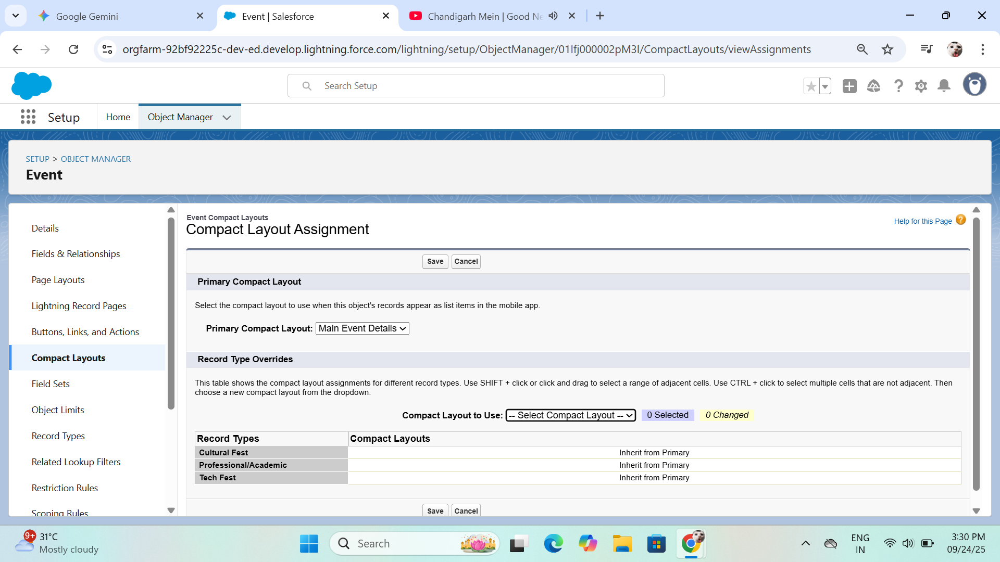 Google Gemini
Event | Salesforce
Chandigarh Mein | Good Ne
orgfarm-92bf92225c-dev-ed.develop.lightning.force.com/lightning/setup/ObjectManager/01Ifj000002pM3l/CompactLayouts/viewAssignments
Search Setup
Setup
Home
Object Manager
SETUP > OBJECT MANAGER
Event
Details
Fields & Relationships
Page Layouts
Lightning Record Pages
Buttons, Links, and Actions
Compact Layouts
Field Sets
Object Limits
Record Types
Related Lookup Filters
Restriction Rules
Scoping Rules
Event Compact Layouts
Compact Layout Assignment
Help for this Page ?
Save Cancel
Primary Compact Layout
Select the compact layout to use when this object's records appear as list items in the mobile app.
Primary Compact Layout: Main Event Details
Record Type Overrides
This table shows the compact layout assignments for different record types. Use SHIFT + click or click and drag to select a range of adjacent cells. Use CTRL + click to select multiple cells that are not adjacent. Then
choose a new compact layout from the dropdown.
Compact Layout to Use: -- Select Compact Layout -- 0 Selected 0 Changed
Record Types Compact Layouts
Cultural Fest Inherit from Primary
Professional/Academic Inherit from Primary
Tech Fest Inherit from Primary
Save Cancel
9+
31°C
Mostly cloudy
Search
ENG
IN
3:30 PM
09/24/25